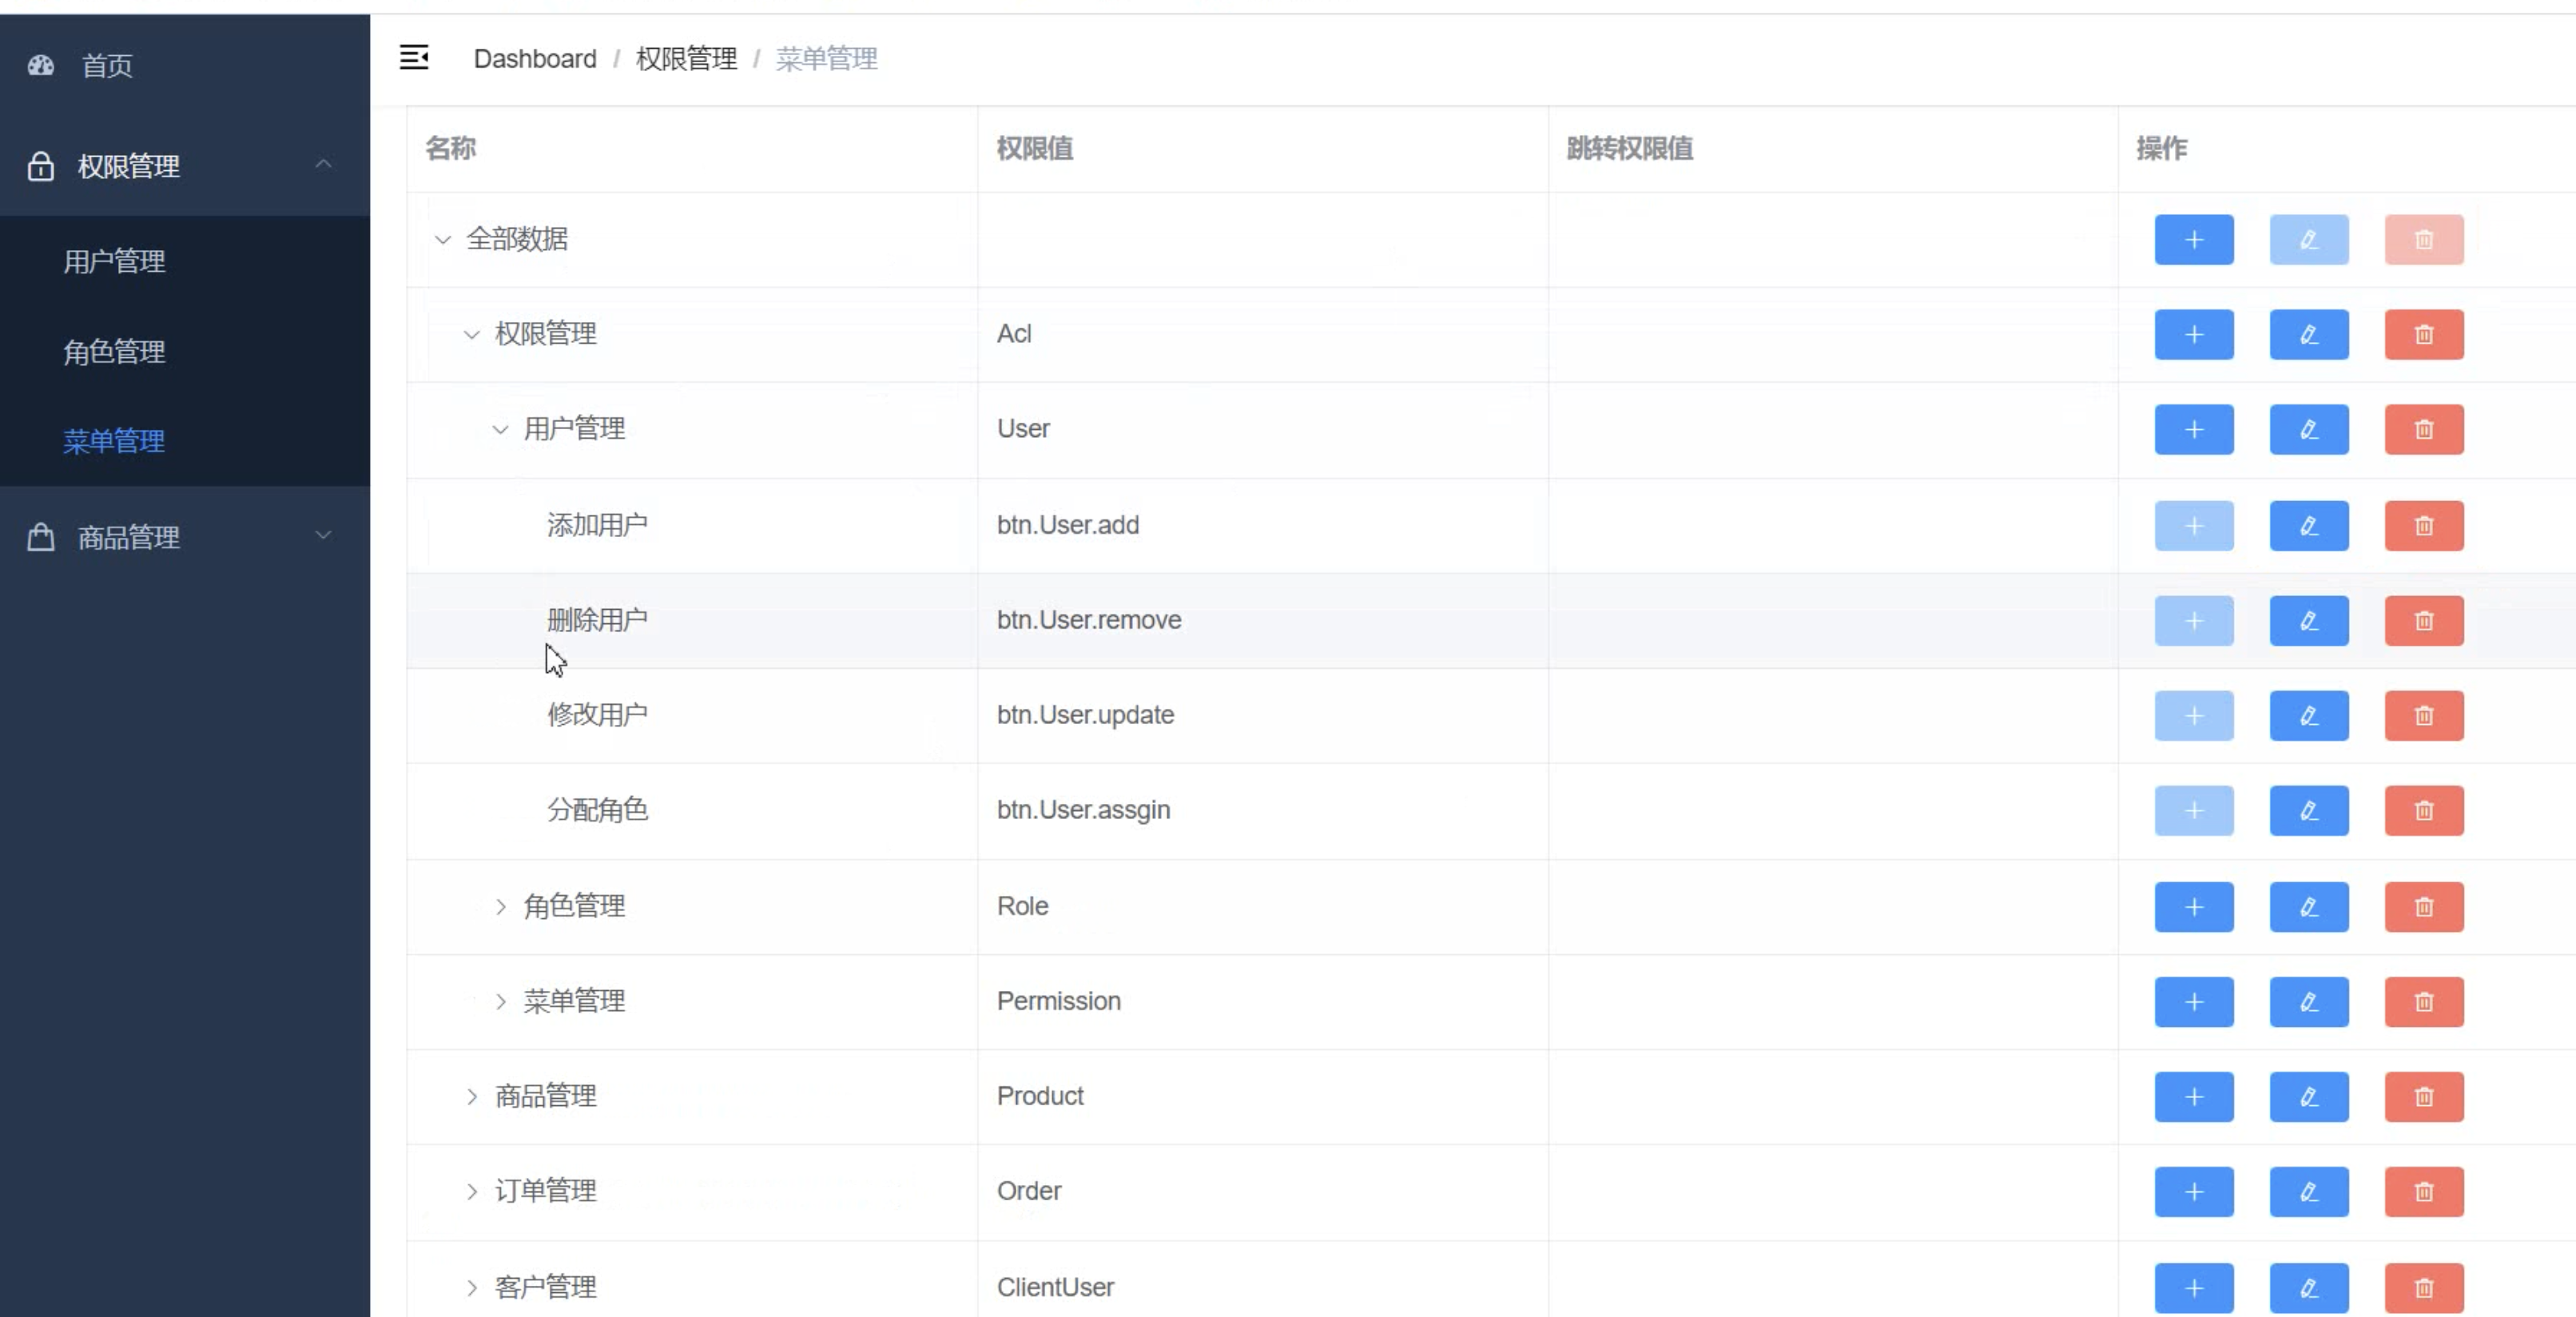 首页
权限管理
用户管理
角色管理
菜单管理
商品管理
Dashboard / 权限管理 / 菜单管理
名称 权限值 跳转权限值 操作
全部数据
权限管理 Acl
用户管理 User
添加用户 btn.User.add
删除用户 btn.User.remove
修改用户 btn.User.update
分配角色 btn.User.assgin
角色管理 Role
菜单管理 Permission
商品管理 Product
订单管理 Order
客户管理 ClientUser